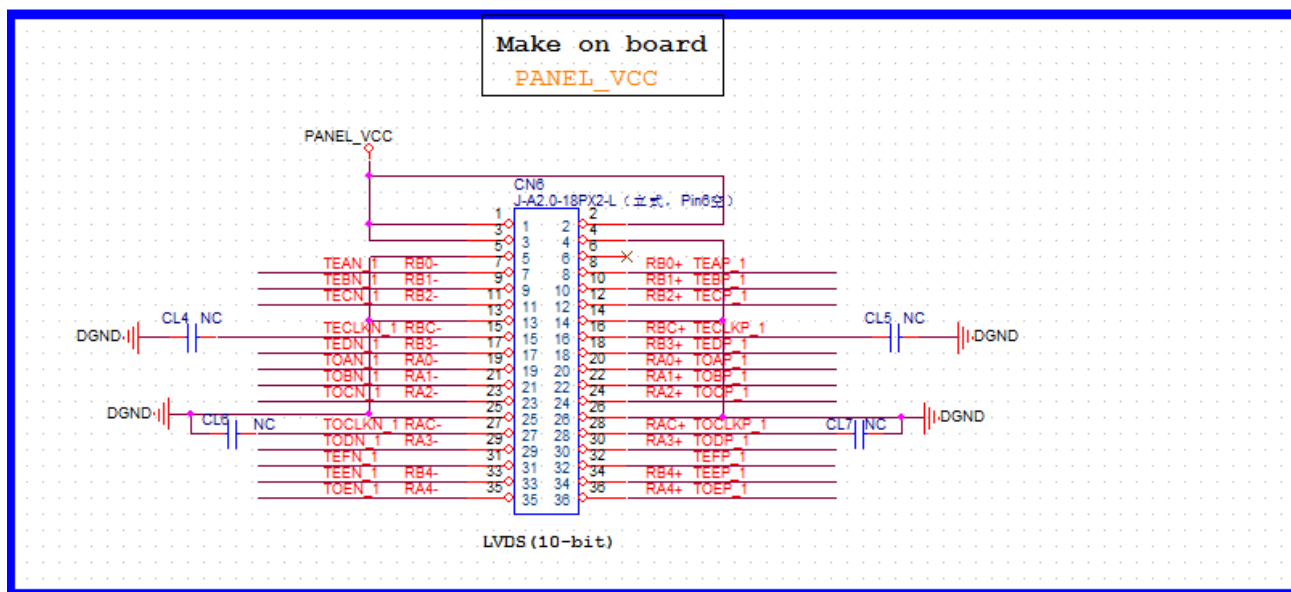 Make on board
PANEL_VCC
PANEL_VCC
CN6
J-A2.0-18PX2-L（立式，Pin6空）
1 1 2 2
3 3 4 4
5 5 6 6
TEAN_1 RB0- 7 7 8 8 RB0+ TEAP_1
TEBN_1 RB1- 9 9 10 10 RB1+ TEBP_1
TECN_1 RB2- 11 11 12 12 RB2+ TECP_1
13 13 14 14
CL4 NC CL5 NC
DGND TECLKN_1 RBC- 15 15 16 16 RBC+ TECLKP_1 DGND
TEDN_1 RB3- 17 17 18 18 RB3+ TEDP_1
TOAN_1 RA0- 19 19 20 20 RA0+ TOAP_1
TOBN_1 RA1- 21 21 22 22 RA1+ TOBP_1
TOCN_1 RA2- 23 23 24 24 RA2+ TOCP_1
DGND 25 25 26 26 DGND
CL6 NC TOCLKN_1 RAC- 27 27 28 28 RAC+ TOCLKP_1 CL7 NC
TODN_1 RA3- 29 29 30 30 RA3+ TODP_1
TEFN_1 31 31 32 32 TEFP_1
TEEN_1 RB4- 33 33 34 34 RB4+ TEEP_1
TOEN_1 RA4- 35 35 36 36 RA4+ TOEP_1
LVDS(10-bit)